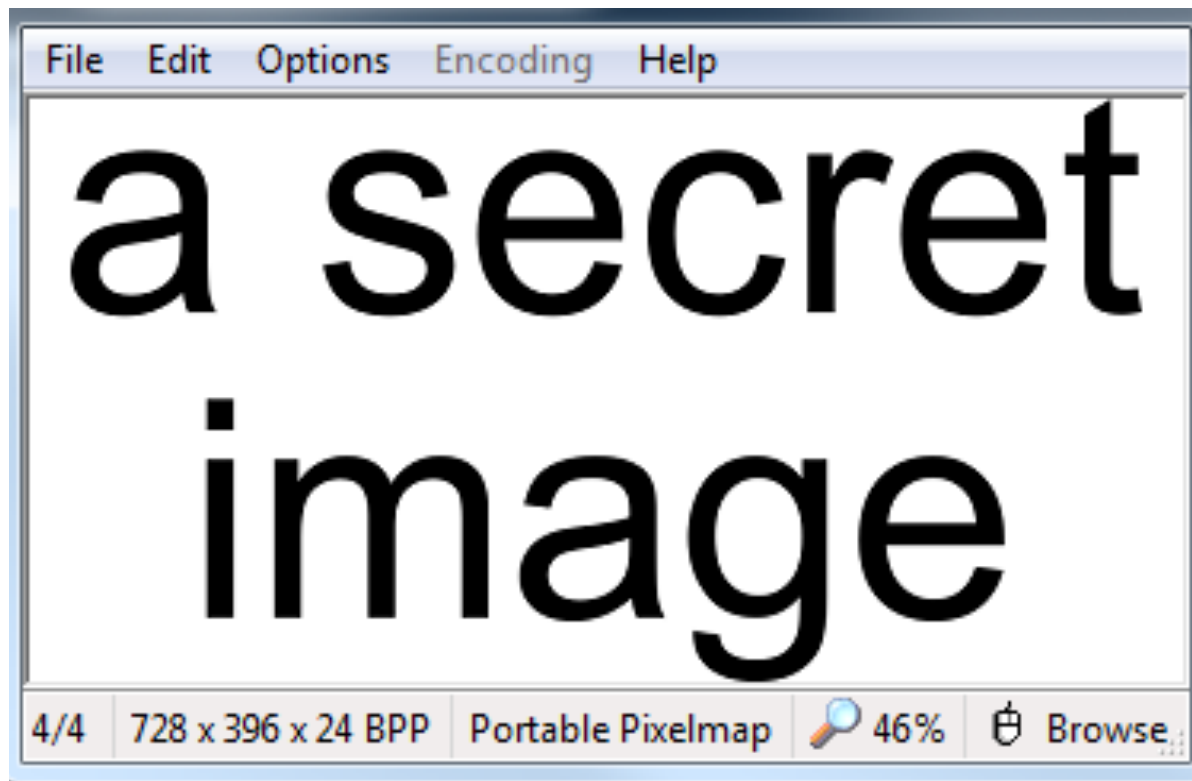 File Edit Options Encoding Help
a secret
image
4/4 728 x 396 x 24 BPP Portable Pixelmap 46% Browse